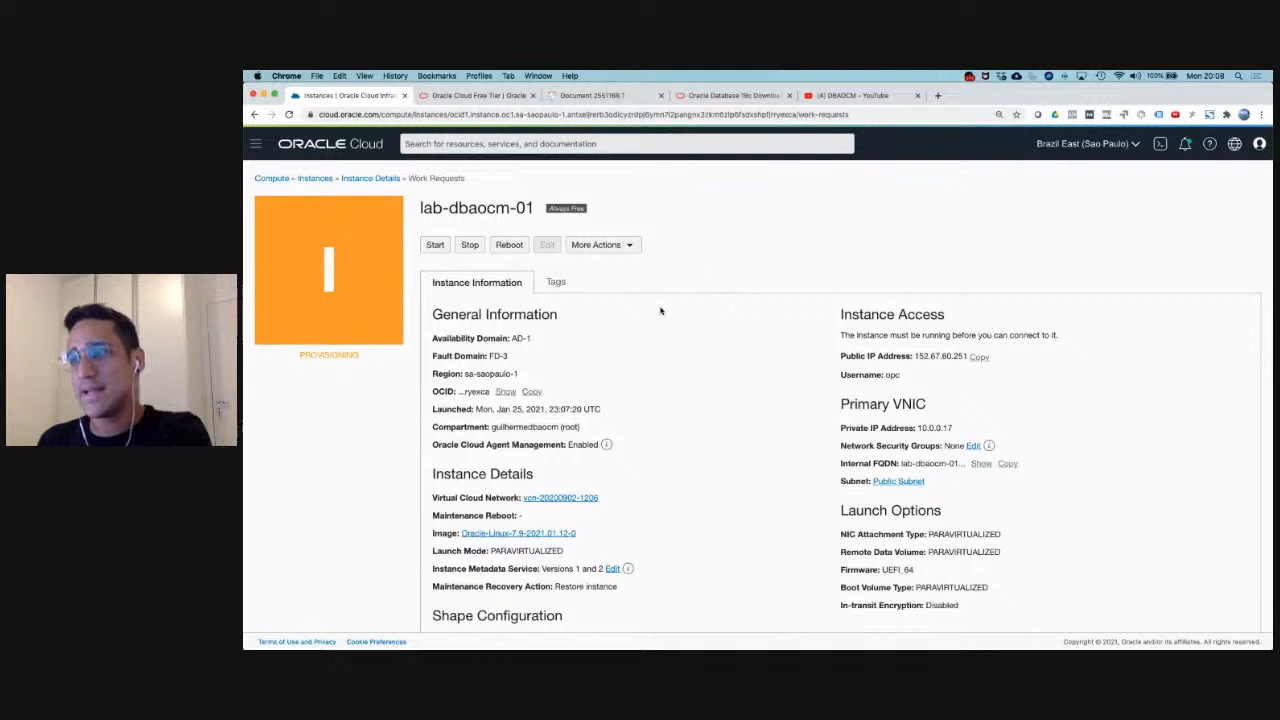 Chrome File Edit View History Bookmarks Profiles Tab Window Help 100% Mon 20:08
Instances | Oracle Cloud Infras Oracle Cloud Free Tier | Oracle Document 2551169.1 Oracle Database 19c Download (4) DBAOCM - YouTube
ORACLE Cloud Search for resources, services, and documentation Brazil East (Sao Paulo)
Compute » Instances » Instance Details » Work Requests
lab-dbaocm-01 Always Free
Start Stop Reboot Edit More Actions
Instance Information Tags
I
PROVISIONING
General Information
Availability Domain: AD-1
Fault Domain: FD-3
Region: sa-saopaulo-1
OCID: ...ryexca Show Copy
Launched: Mon, Jan 25, 2021, 23:07:20 UTC
Compartment: guilhermedbaocm (root)
Oracle Cloud Agent Management: Enabled
Instance Details
Virtual Cloud Network: vcn-20200902-1206
Maintenance Reboot: -
Image: Oracle-Linux-7.9-2021.01.12-0
Launch Mode: PARAVIRTUALIZED
Instance Metadata Service: Versions 1 and 2 Edit
Maintenance Recovery Action: Restore instance
Shape Configuration
Instance Access
The instance must be running before you can connect to it.
Public IP Address: 152.67.60.251 Copy
Username: opc
Primary VNIC
Private IP Address: 10.0.0.17
Network Security Groups: None Edit
Internal FQDN: lab-dbaocm-01... Show Copy
Subnet: Public Subnet
Launch Options
NIC Attachment Type: PARAVIRTUALIZED
Remote Data Volume: PARAVIRTUALIZED
Firmware: UEFI_64
Boot Volume Type: PARAVIRTUALIZED
In-transit Encryption: Disabled
Terms of Use and Privacy Cookie Preferences Copyright © 2021, Oracle and/or its affiliates. All rights reserved.